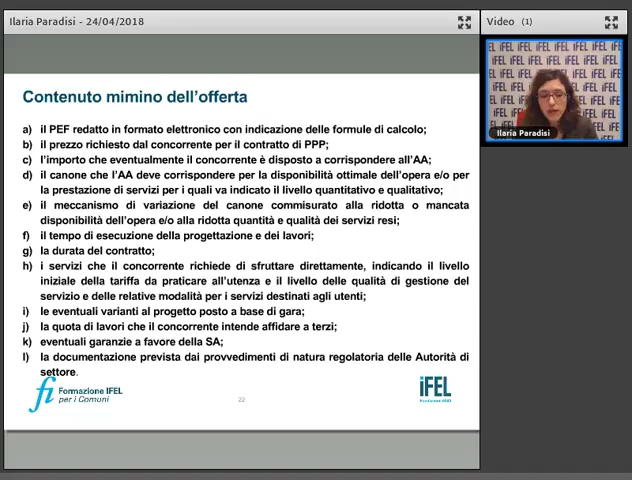 Ilaria Paradisi - 24/04/2018
Video (1)
Contenuto mimino dell'offerta
a) il PEF redatto in formato elettronico con indicazione delle formule di calcolo;
b) il prezzo richiesto dal concorrente per il contratto di PPP;
c) l'importo che eventualmente il concorrente è disposto a corrispondere all'AA;
d) il canone che l'AA deve corrispondere per la disponibilità ottimale dell'opera e/o per
la prestazione di servizi per i quali va indicato il livello quantitativo e qualitativo;
e) il meccanismo di variazione del canone commisurato alla ridotta o mancata
disponibilità dell'opera e/o alla ridotta quantità e qualità dei servizi resi;
f) il tempo di esecuzione della progettazione e dei lavori;
g) la durata del contratto;
h) i servizi che il concorrente richiede di sfruttare direttamente, indicando il livello
iniziale della tariffa da praticare all'utenza e il livello delle qualità di gestione del
servizio e delle relative modalità per i servizi destinati agli utenti;
i) le eventuali varianti al progetto posto a base di gara;
j) la quota di lavori che il concorrente intende affidare a terzi;
k) eventuali garanzie a favore della SA;
l) la documentazione prevista dai provvedimenti di natura regolatoria delle Autorità di
settore.
fi Formazione IFEL
per i Comuni
22
iFEL
Fondazione ANCI
Ilaria Paradisi